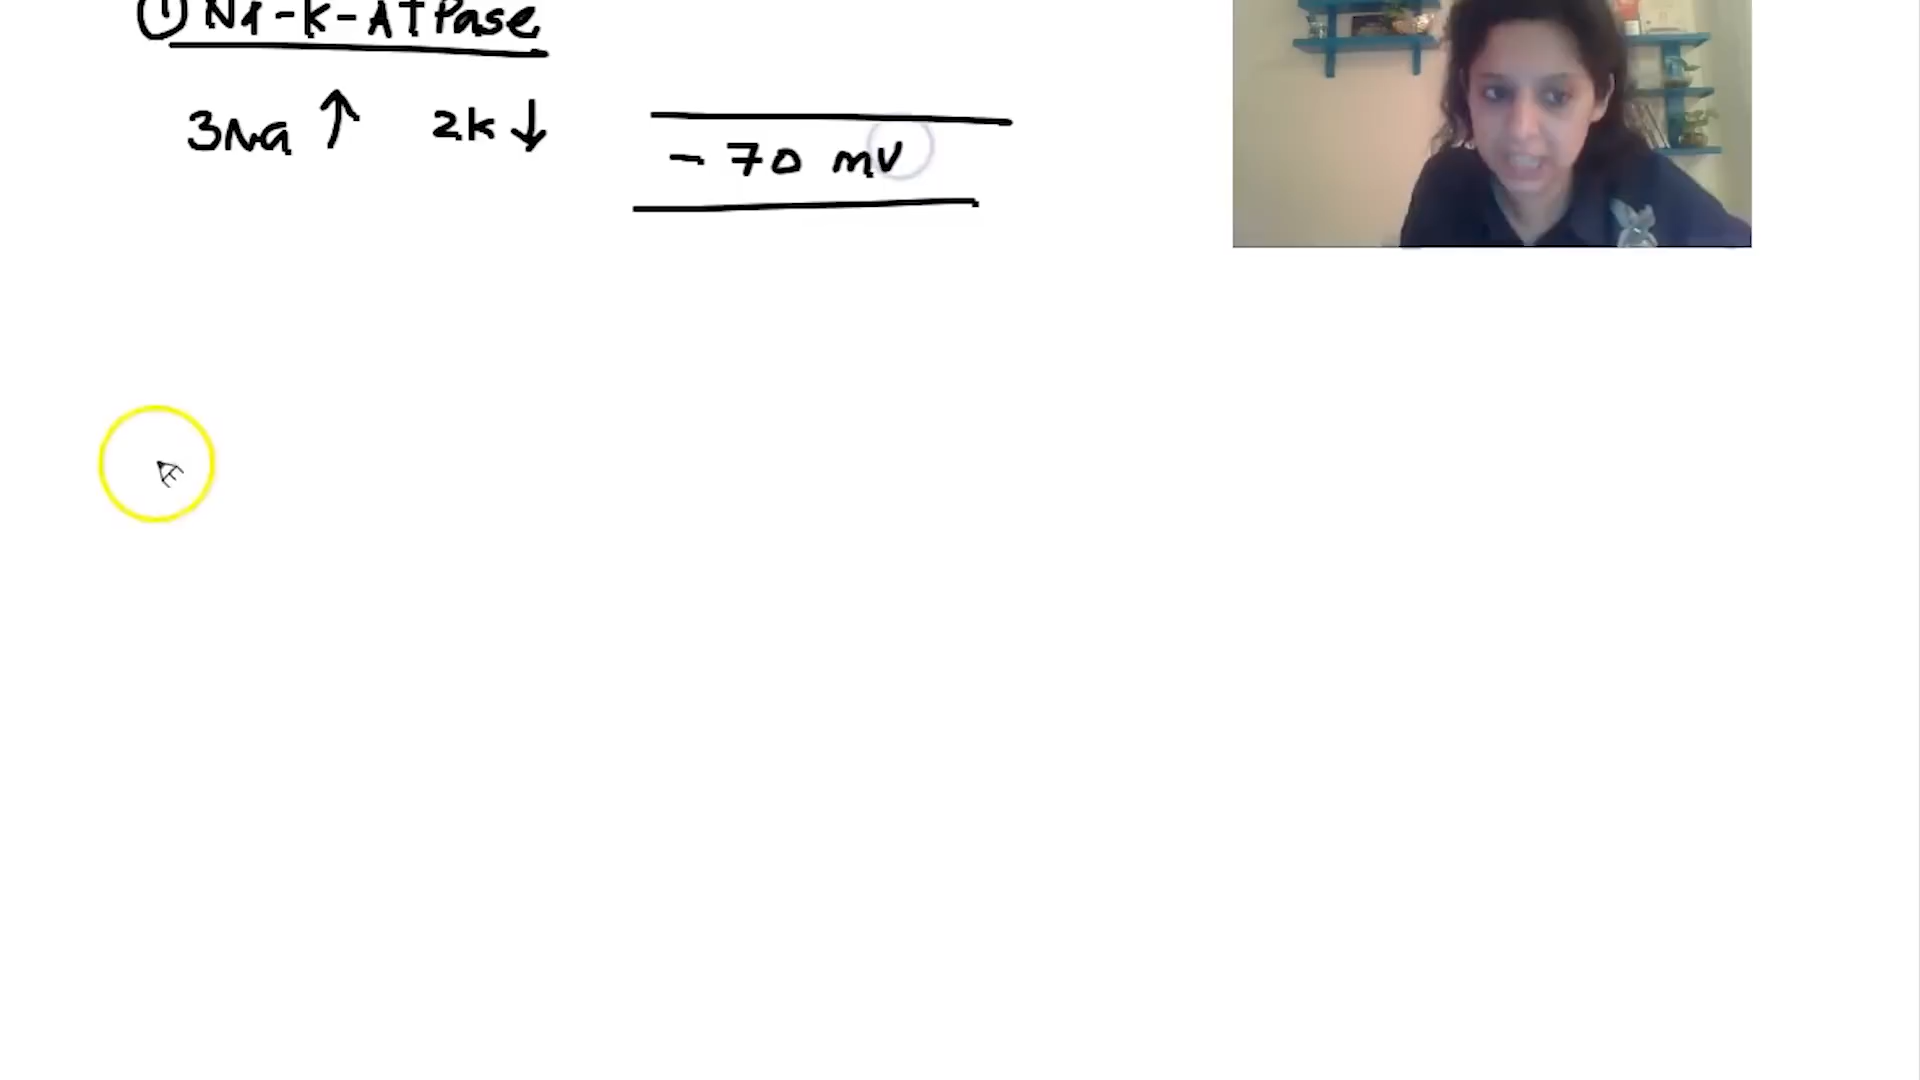 ① Na-K-ATPase
3Na ↑ 2K ↓
- 70 mV